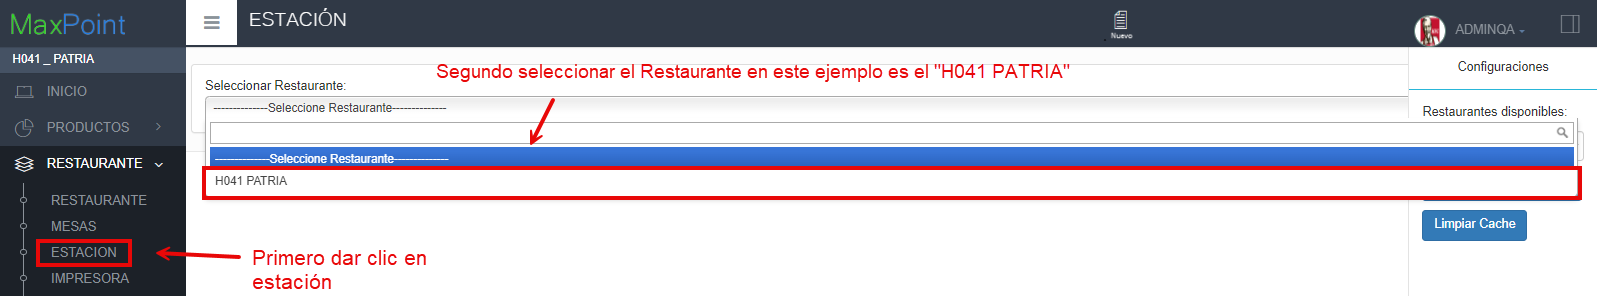 MaxPoint
ESTACIÓN
Nuevo
ADMINQA
H041 _ PATRIA
Segundo seleccionar el Restaurante en este ejemplo es el "H041 PATRIA"
Configuraciones
INICIO
Seleccionar Restaurante:
--------------Seleccione Restaurante--------------
Restaurantes disponibles:
PRODUCTOS
--------------Seleccione Restaurante--------------
RESTAURANTE
H041 PATRIA
RESTAURANTE
MESAS
Limpiar Cache
ESTACION
Primero dar clic en
estación
IMPRESORA